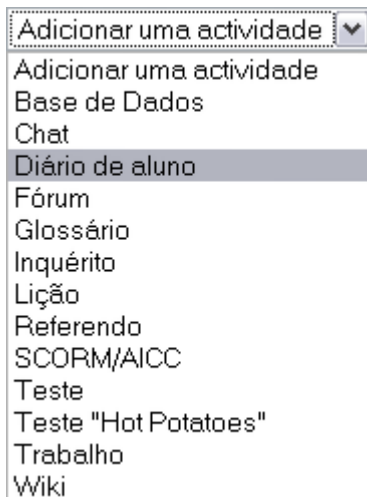 Adicionar uma actividade
Adicionar uma actividade
Base de Dados
Chat
Diário de aluno
Fórum
Glossário
Inquérito
Lição
Referendo
SCORM/AICC
Teste
Teste "Hot Potatoes"
Trabalho
Wiki